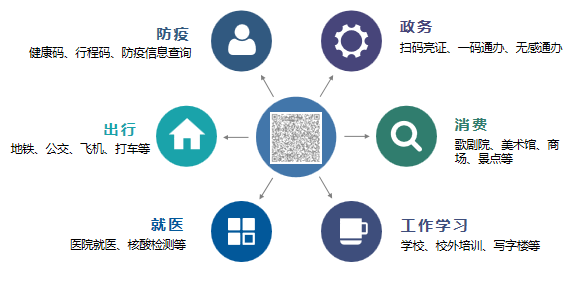 防疫
健康码、行程码、防疫信息查询
政务
扫码亮证、一码通办、无感通办
出行
地铁、公交、飞机、打车等
消费
歌剧院、美术馆、商
场、景点等
就医
医院就医、核酸检测等
工作学习
学校、校外培训、写字楼等